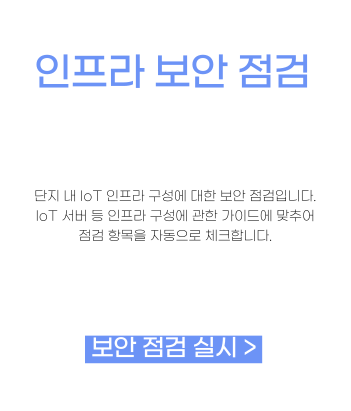 인프라 보안 점검
단지 내 IoT 인프라 구성에 대한 보안 점검입니다.
IoT 서버 등 인프라 구성에 관한 가이드에 맞추어
점검 항목을 자동으로 체크합니다.
보안 점검 실시 >